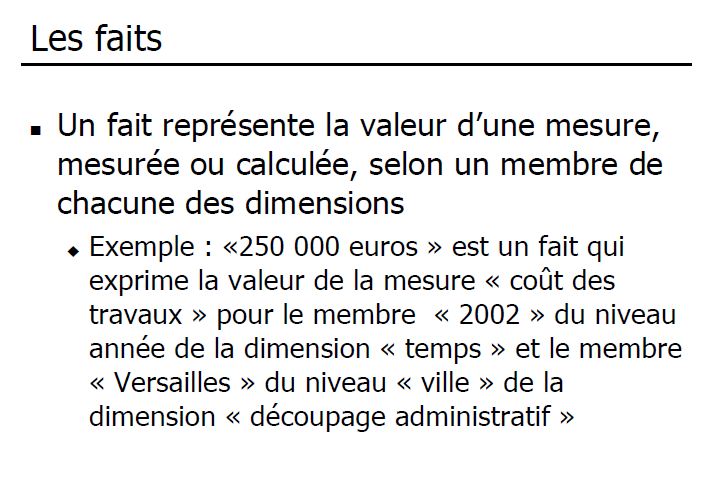 Les faits
Un fait représente la valeur d’une mesure,
mesurée ou calculée, selon un membre de
chacune des dimensions
Exemple : «250 000 euros » est un fait qui
exprime la valeur de la mesure « coût des
travaux » pour le membre « 2002 » du niveau
année de la dimension « temps » et le membre
« Versailles » du niveau « ville » de la
dimension « découpage administratif »